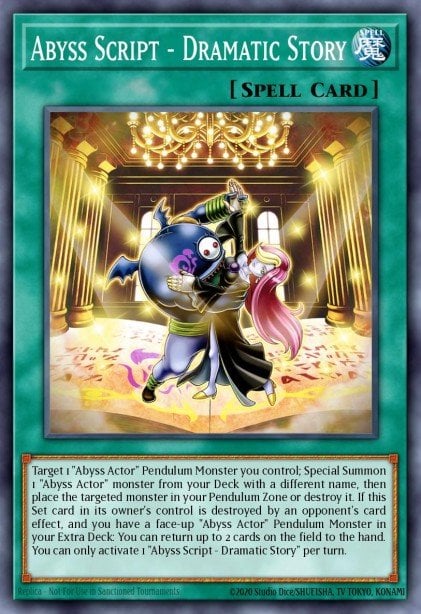 ABYSS SCRIPT - DRAMATIC STORY
SPELL
魔
[SPELL CARD]
Target 1 "Abyss Actor" Pendulum Monster you control; Special Summon
1 "Abyss Actor" monster from your Deck with a different name, then
place the targeted monster in your Pendulum Zone or destroy it. If this
Set card in its owner's control is destroyed by an opponent's card
effect, and you have a face-up "Abyss Actor" Pendulum Monster in
your Extra Deck: You can return up to 2 cards on the field to the hand.
You can only activate 1 "Abyss Script - Dramatic Story" per turn.
Replica - Not For Use in Sanctioned Tournaments
©2020 Studio Dice/SHUEISHA, TV TOKYO, KONAMI